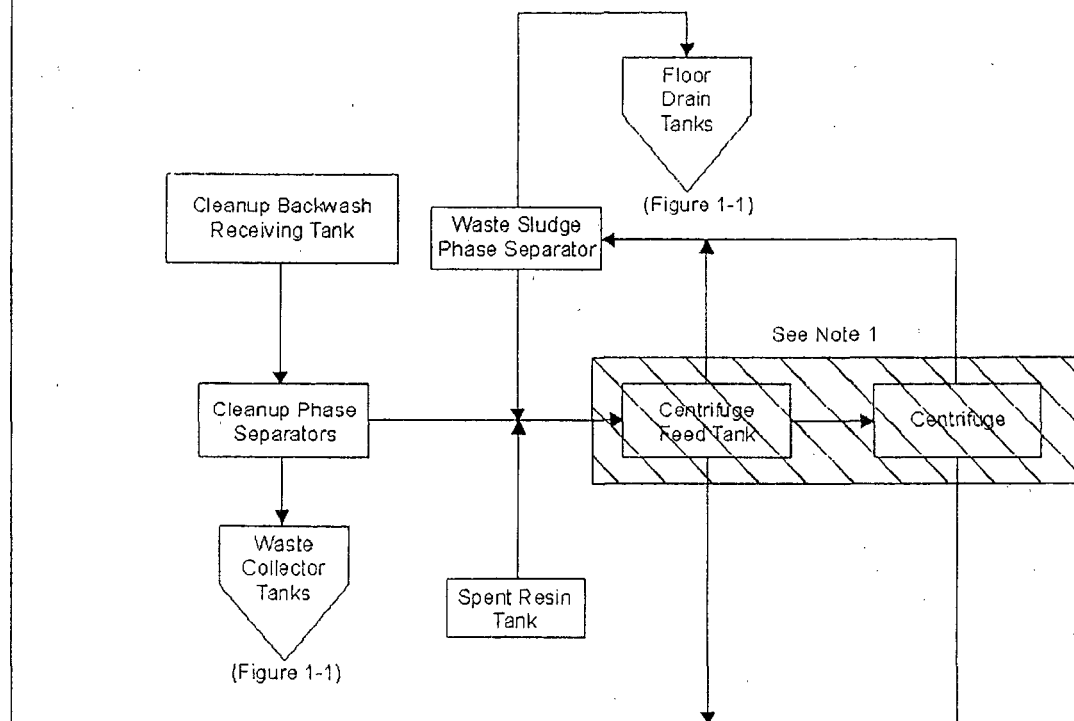 Floor
Drain
Tanks
(Figure 1-1)
Cleanup Backwash
Receiving Tank
Waste Sludge
Phase Separator
See Note 1
Cleanup Phase
Separators
Centrifuge
Feed Tank
Centrifuge
Waste
Collector
Tanks
(Figure 1-1)
Spent Resin
Tank